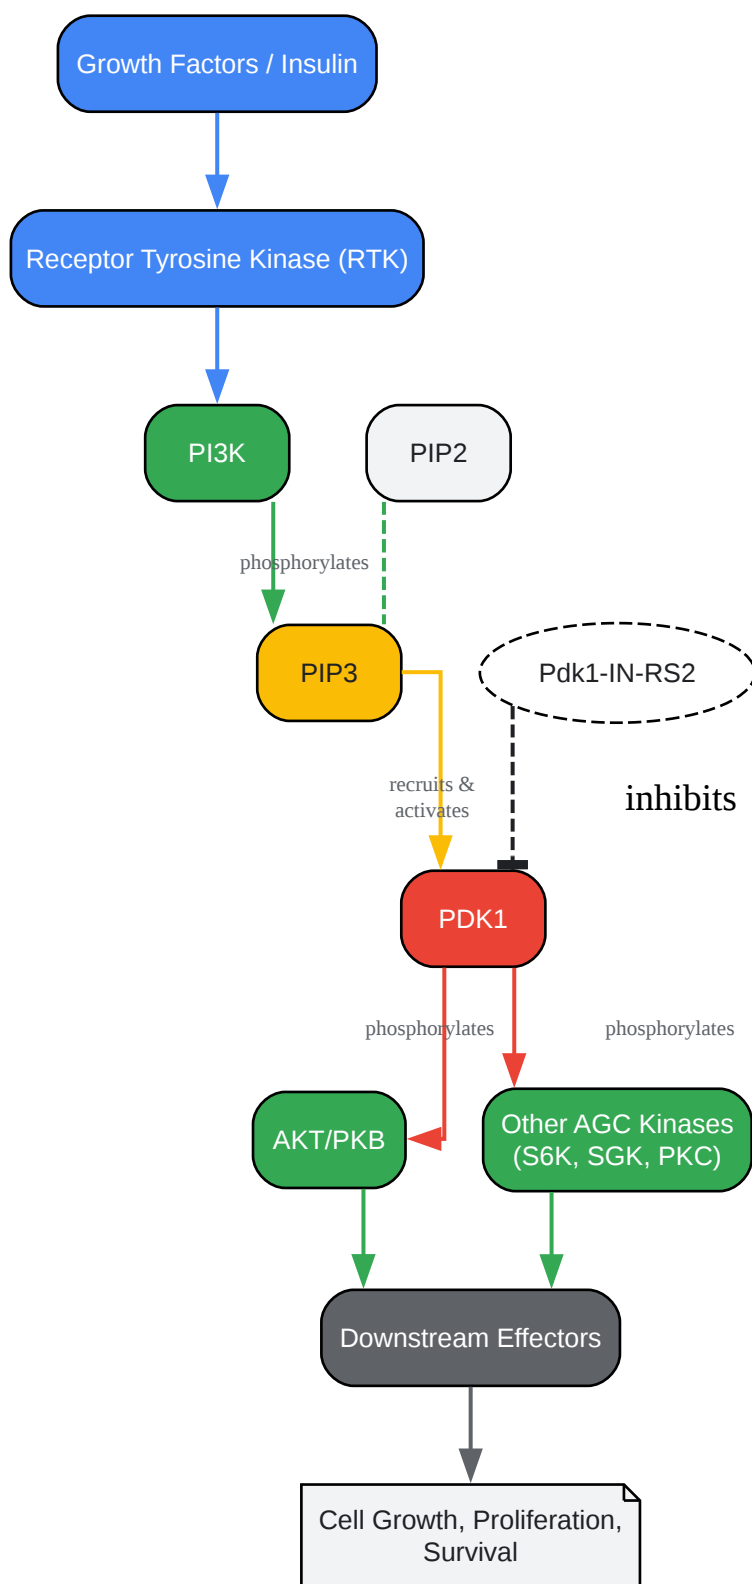 Growth Factors / Insulin
Receptor Tyrosine Kinase (RTK)
PI3K
PIP2
phosphorylates
PIP3
Pdk1-IN-RS2
recruits &
activates
inhibits
PDK1
phosphorylates
phosphorylates
AKT/PKB
Other AGC Kinases
(S6K, SGK, PKC)
Downstream Effectors
Cell Growth, Proliferation,
Survival